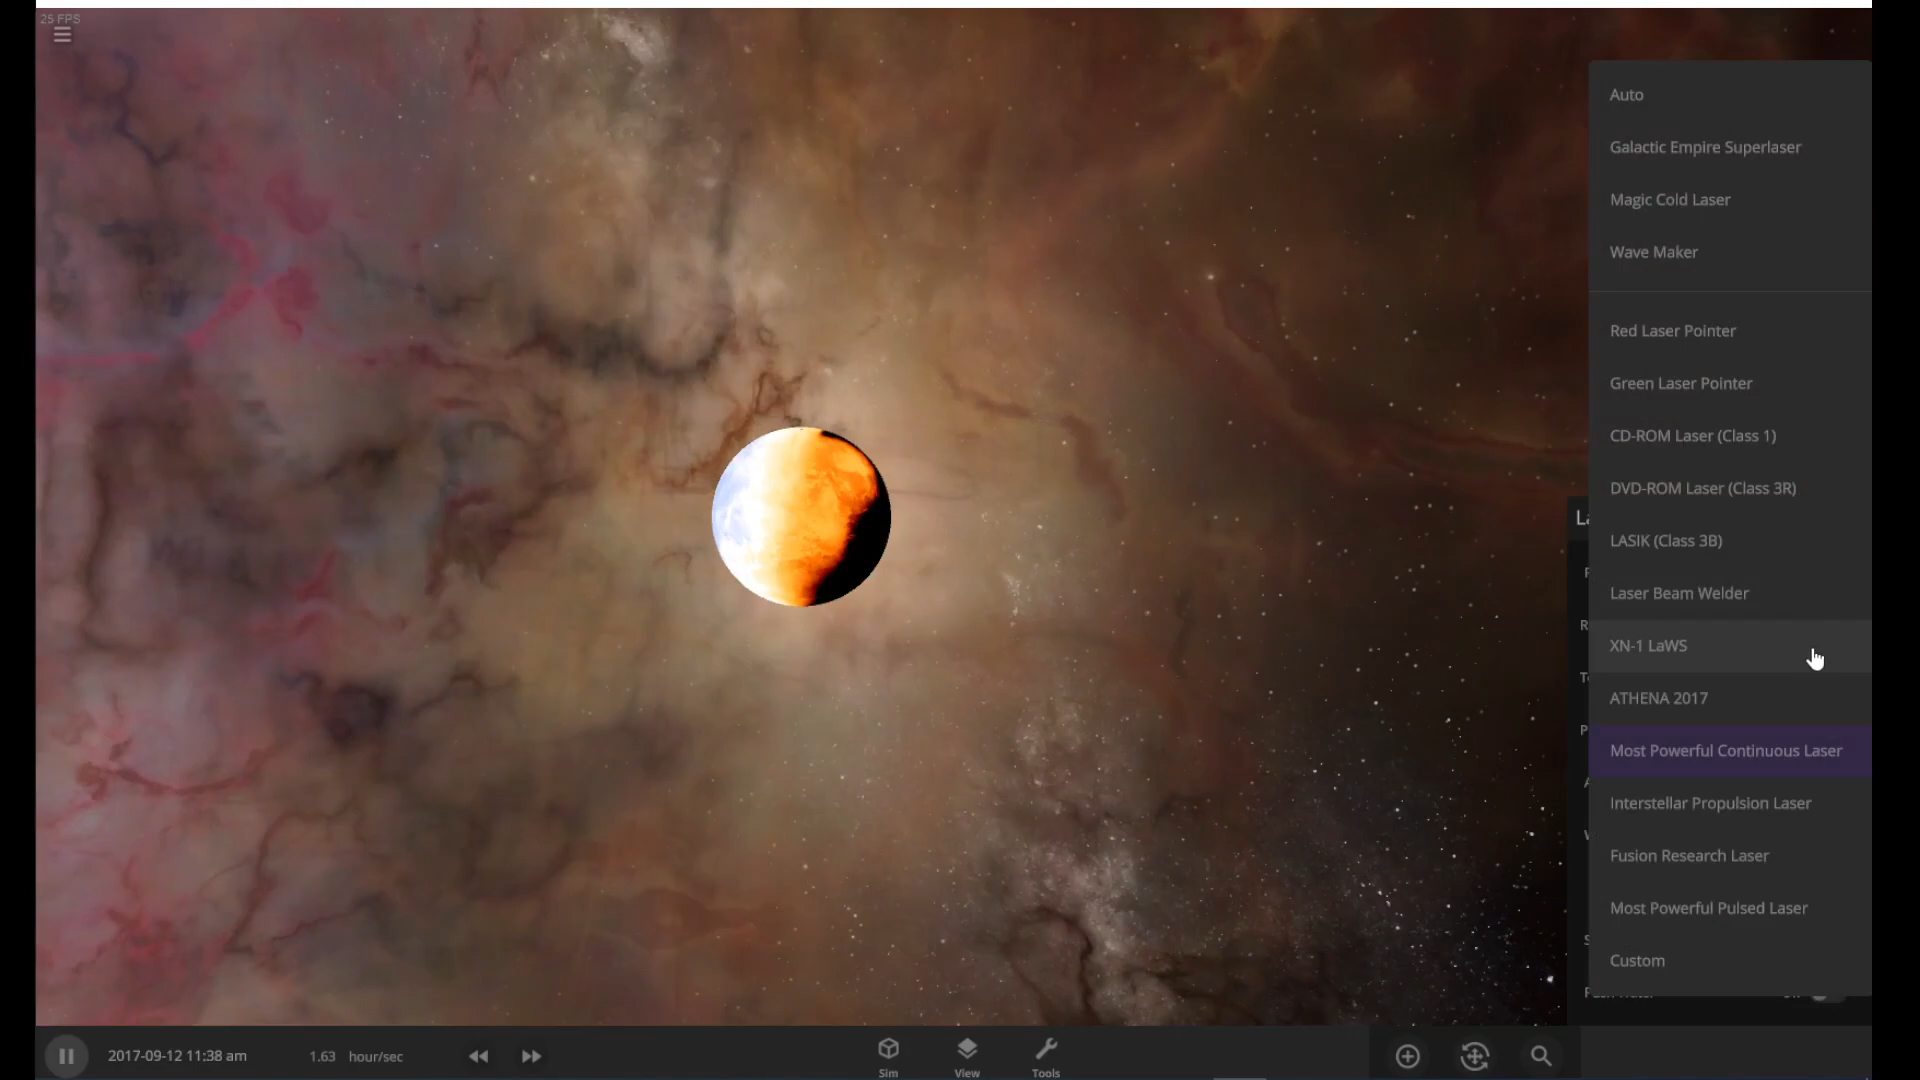 25 FPS
Auto
Galactic Empire Superlaser
Magic Cold Laser
Wave Maker
Red Laser Pointer
Green Laser Pointer
CD-ROM Laser (Class 1)
DVD-ROM Laser (Class 3R)
LASIK (Class 3B)
Laser Beam Welder
XN-1 LaWS
ATHENA 2017
Most Powerful Continuous Laser
Interstellar Propulsion Laser
Fusion Research Laser
Most Powerful Pulsed Laser
Custom
2017-09-12 11:38 am
1.63 hour/sec
Sim
View
Tools